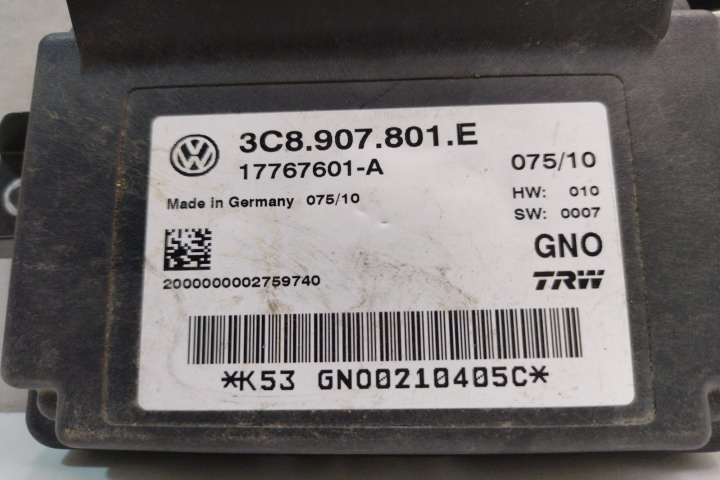 3C8.907.801.E
17767601-A
075/10
Made in Germany 075/10
HW: 010
SW: 0007
GNO
2000000002759740
TRW
*K53 GNO0210405C*